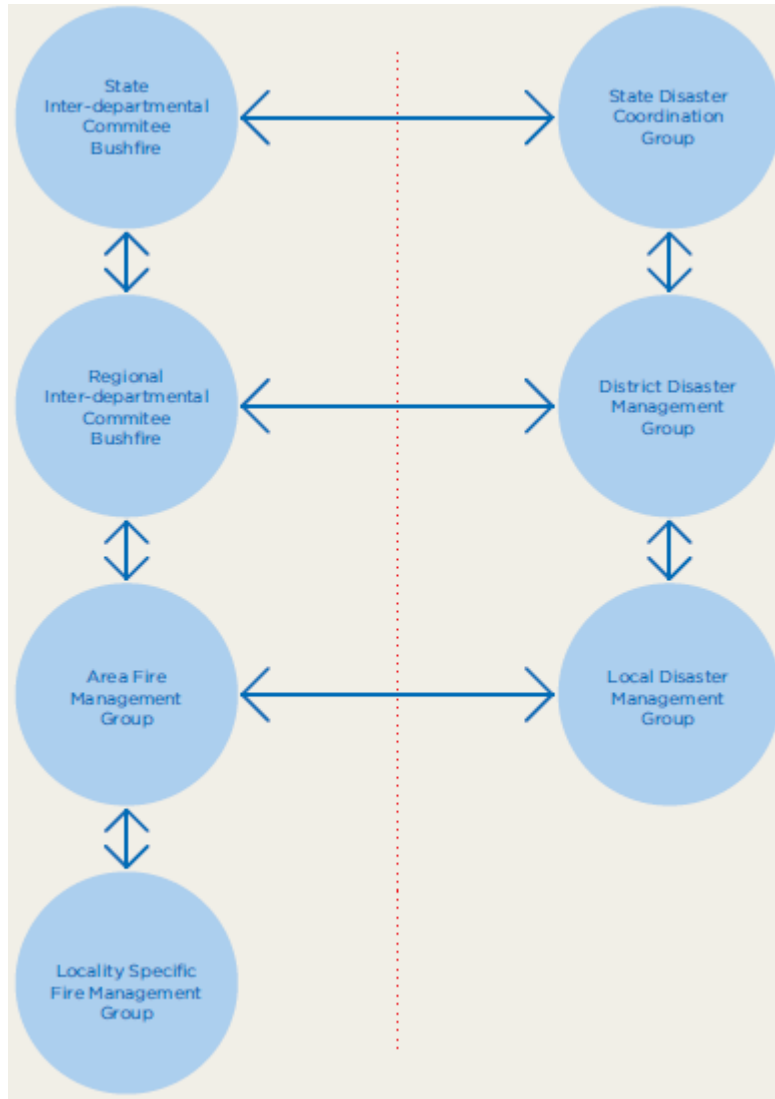 State
Inter-departmental
Commitee
Bushfire
State Disaster
Coordination
Group
Regional
Inter-departmental
Commitee
Bushfire
District Disaster
Management
Group
Area Fire
Management
Group
Local Disaster
Management
Group
Locality Specific
Fire Management
Group